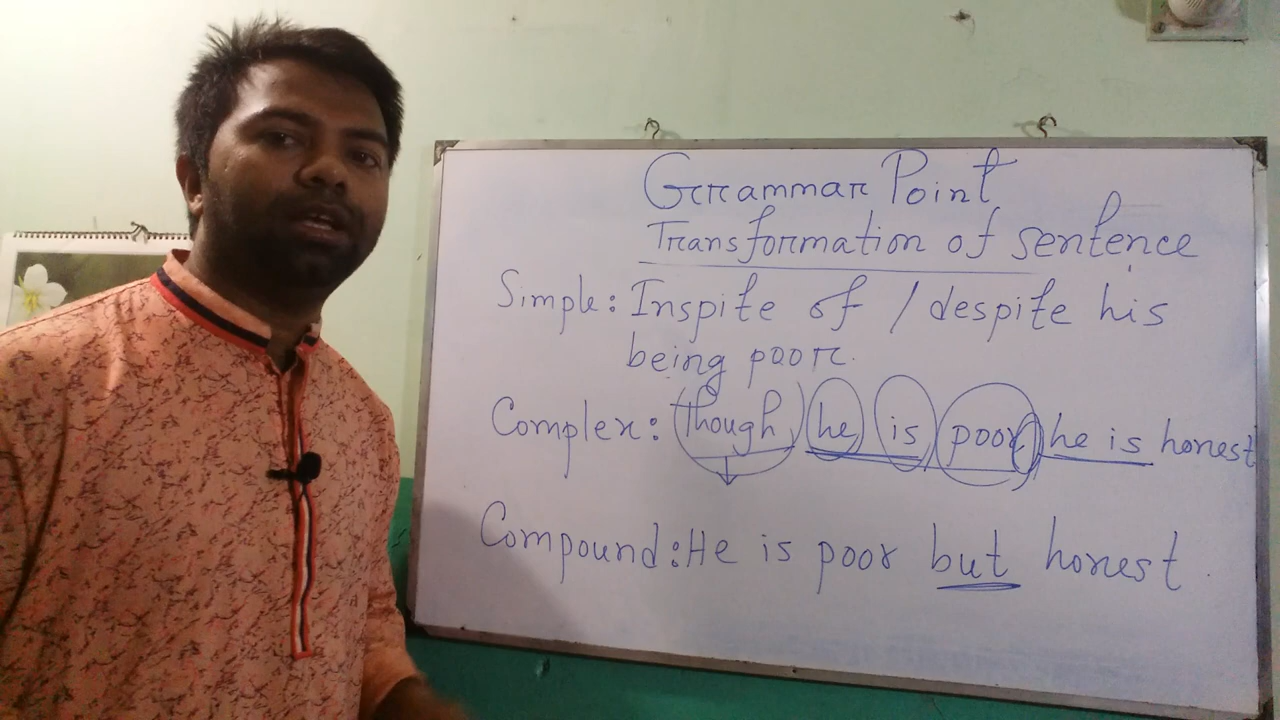 Grammar Point
Transformation of sentence
Simple: Inspite of / despite his
being poor.
Complex: though he is poor, he is honest
Compound: He is poor but honest.